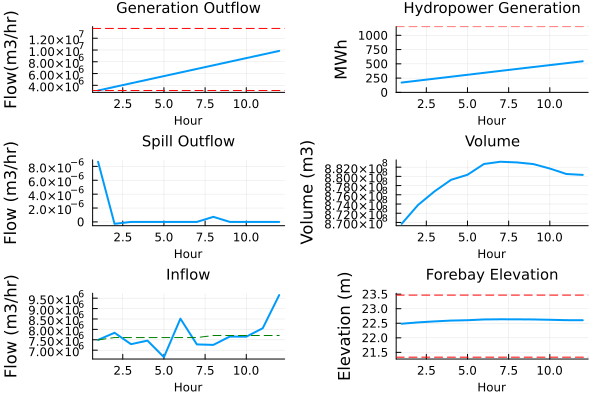 Generation Outflow
Flow(m3/hr)
1.20×10⁷
1.00×10⁷
8.00×10⁶
6.00×10⁶
4.00×10⁶
2.5 5.0 7.5 10.0
Hour
Hydropower Generation
MWh
1000
750
500
250
0
2.5 5.0 7.5 10.0
Hour
Spill Outflow
Flow (m3/hr)
8.0×10⁻⁶
6.0×10⁻⁶
4.0×10⁻⁶
2.0×10⁻⁶
0
2.5 5.0 7.5 10.0
Hour
Volume
Volume (m3)
8.820×10⁸
8.800×10⁸
8.780×10⁸
8.760×10⁸
8.740×10⁸
8.720×10⁸
8.700×10⁸
2.5 5.0 7.5 10.0
Hour
Inflow
Flow (m3/hr)
9.50×10⁶
9.00×10⁶
8.50×10⁶
8.00×10⁶
7.50×10⁶
7.00×10⁶
2.5 5.0 7.5 10.0
Hour
Forebay Elevation
Elevation (m)
23.5
23.0
22.5
22.0
21.5
2.5 5.0 7.5 10.0
Hour